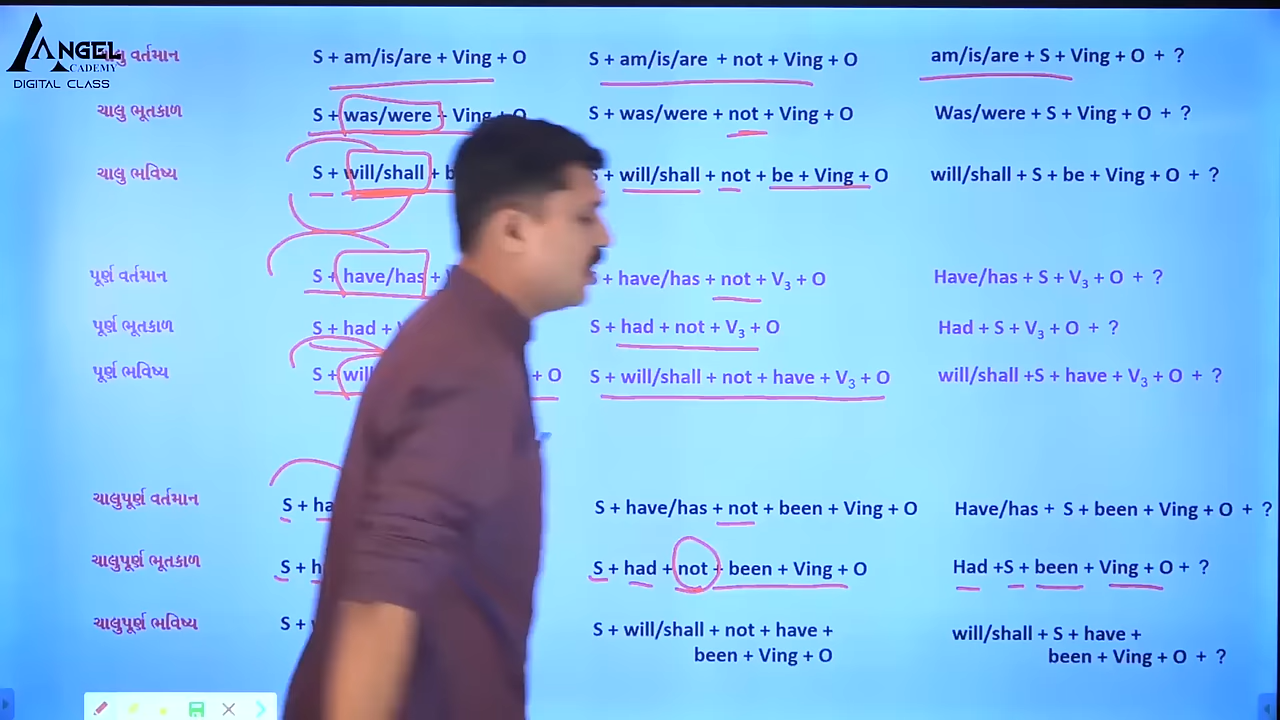 ANGEL
ACADEMY
DIGITAL CLASS
ચાલુ વર્તમાન S + am/is/are + Ving + O S + am/is/are + not + Ving + O am/is/are + S + Ving + O + ?
ચાલુ ભૂતકાળ S + was/were + Ving + O S + was/were + not + Ving + O Was/were + S + Ving + O + ?
ચાલુ ભવિષ્ય S + will/shall + S + will/shall + not + be + Ving + O will/shall + S + be + Ving + O + ?
પૂર્ણ વર્તમાન S + have/has + S + have/has + not + V3 + O Have/has + S + V3 + O + ?
પૂર્ણ ભૂતકાળ S + had + S + had + not + V3 + O Had + S + V3 + O + ?
પૂર્ણ ભવિષ્ય S + + O S + will/shall + not + have + V3 + O will/shall +S + have + V3 + O + ?
ચાલુપૂર્ણ વર્તમાન S + S + have/has + not + been + Ving + O Have/has + S + been + Ving + O + ?
ચાલુપૂર્ણ ભૂતકાળ S + S + had + not + been + Ving + O Had +S + been + Ving + O + ?
ચાલુપૂર્ણ ભવિષ્ય S + S + will/shall + not + have + will/shall + S + have +
been + Ving + O been + Ving + O + ?